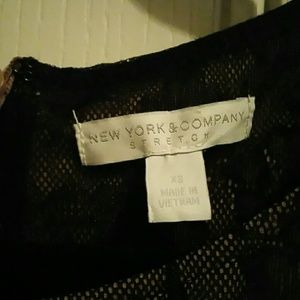 NEW YORK & COMPANY
STRETCH
XS
MADE IN
VIETNAM